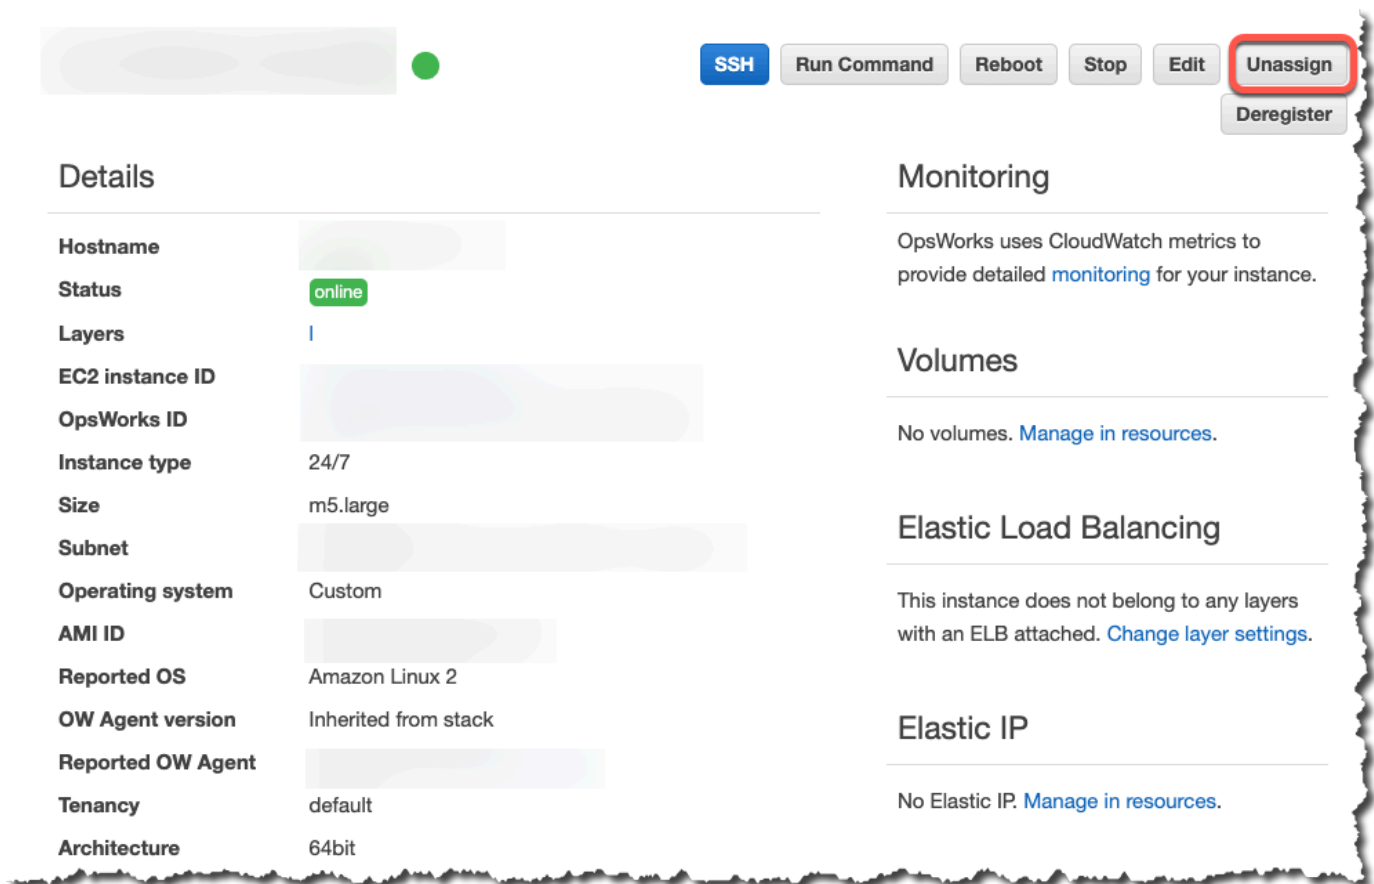 SSH Run Command Reboot Stop Edit Unassign
Deregister
Details
Hostname
Status online
Layers l
EC2 instance ID
OpsWorks ID
Instance type 24/7
Size m5.large
Subnet
Operating system Custom
AMI ID
Reported OS Amazon Linux 2
OW Agent version Inherited from stack
Reported OW Agent
Tenancy default
Architecture 64bit
Monitoring
OpsWorks uses CloudWatch metrics to
provide detailed monitoring for your instance.
Volumes
No volumes. Manage in resources.
Elastic Load Balancing
This instance does not belong to any layers
with an ELB attached. Change layer settings.
Elastic IP
No Elastic IP. Manage in resources.